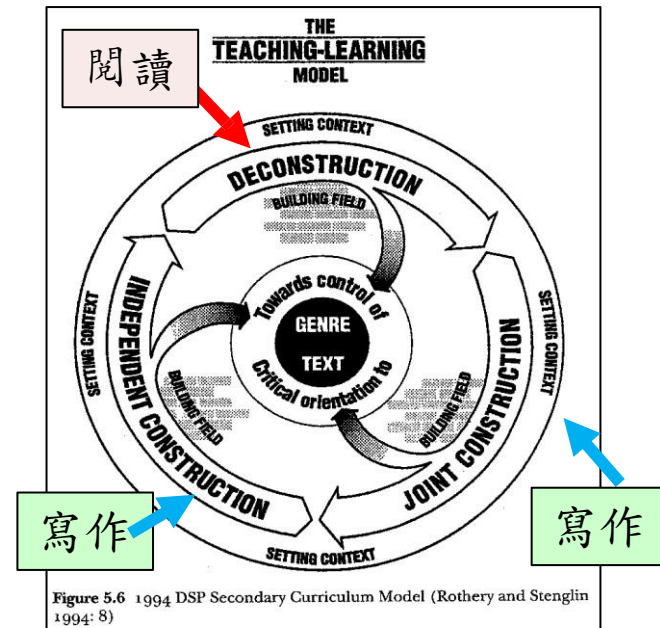 THE
TEACHING-LEARNING
MODEL
閱讀
SETTING CONTEXT
DECONSTRUCTION
BUILDING FIELD
Towards control of
GENRE
TEXT
Critical orientation to
INDEPENDENT CONSTRUCTION
SETTING CONTEXT
BUILDING FIELD
JOINT CONSTRUCTION
SETTING CONTEXT
BUILDING FIELD
寫作
寫作
SETTING CONTEXT
Figure 5.6 1994 DSP Secondary Curriculum Model (Rothery and Stenglin
1994: 8)